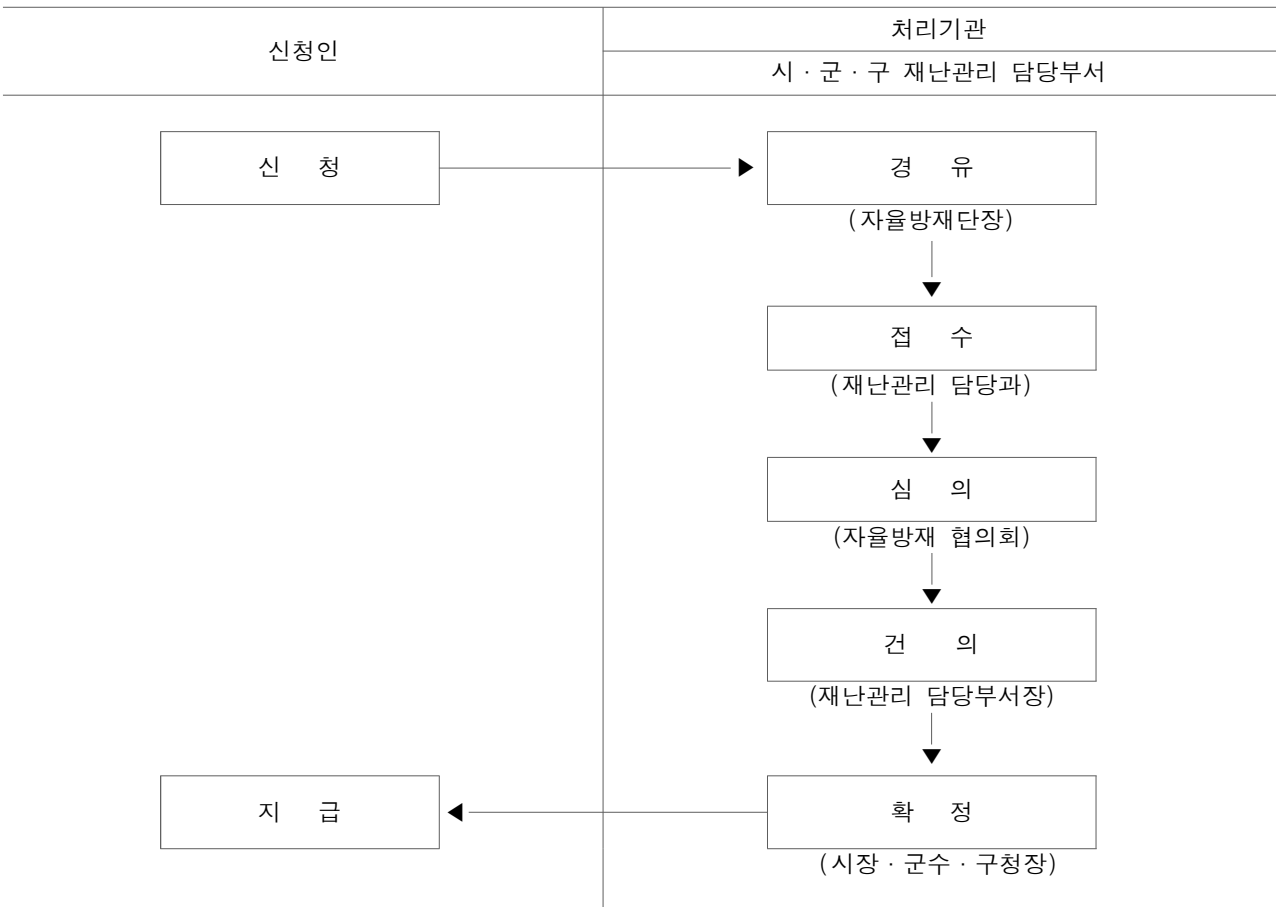 신청인
처리기관
시 · 군 · 구 재난관리 담당부서
신 청
경 유
(자율방재단장)
접 수
(재난관리 담당과)
심 의
(자율방재 협의회)
건 의
(재난관리 담당부서장)
지 급
확 정
(시장 · 군수 · 구청장)